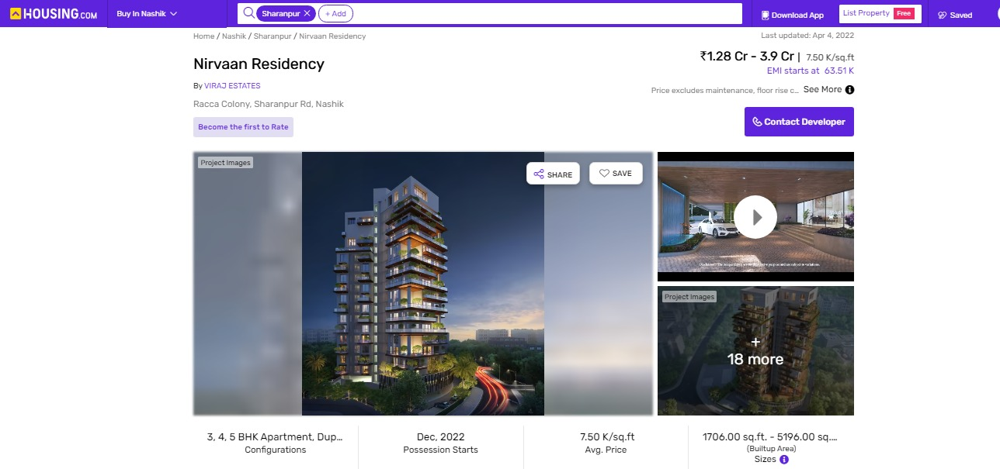 HOUSING.COM
Buy In Nashik
Sharanpur
+ Add
Download App
List Property Free
Saved
Home / Nashik / Sharanpur / Nirvaan Residency
Last updated: Apr 4, 2022
Nirvaan Residency
₹1.28 Cr - 3.9 Cr | 7.50 K/sq.ft
EMI starts at 63.51 K
By VIRAJ ESTATES
Price excludes maintenance, floor rise c... See More
Racca Colony, Sharanpur Rd, Nashik
Contact Developer
Become the first to Rate
Project Images
SHARE
SAVE
Project Images
+
18 more
3, 4, 5 BHK Apartment, Dup...
Configurations
Dec, 2022
Possession Starts
7.50 K/sq.ft
Avg. Price
1706.00 sq.ft. - 5196.00 sq....
(Builtup Area)
Sizes